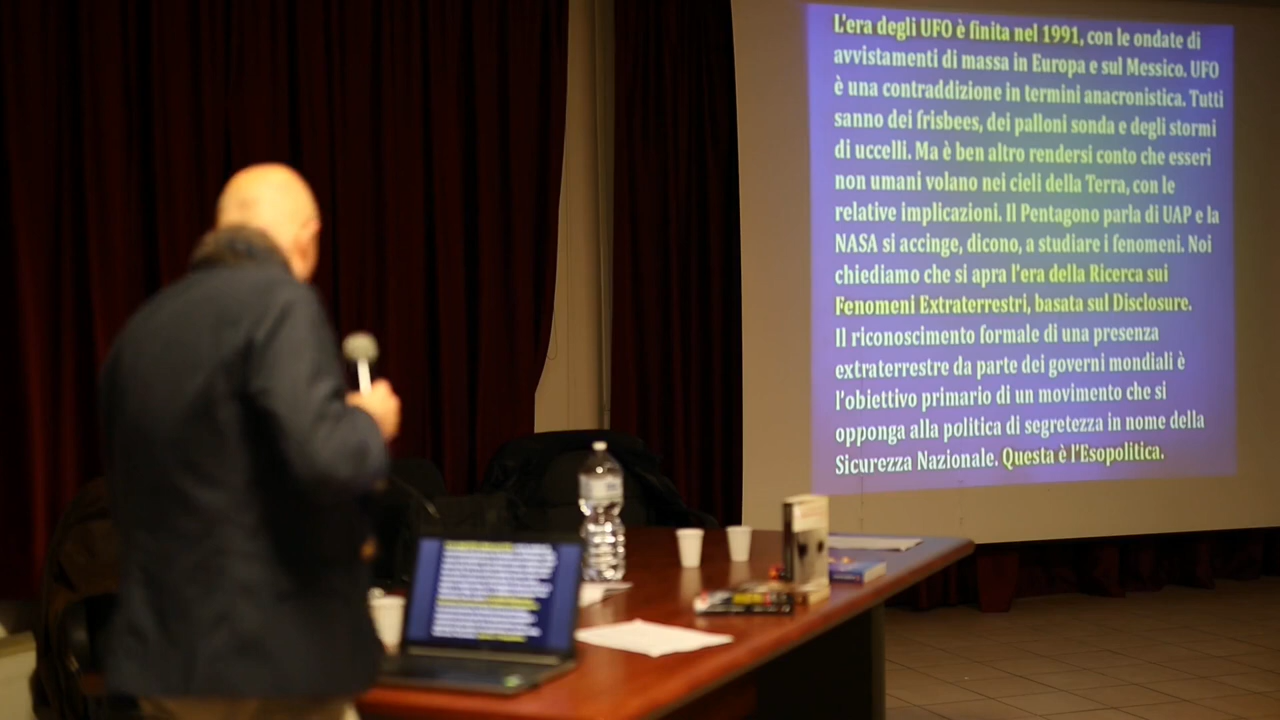 L'era degli UFO è finita nel 1991, con le ondate di
avvistamenti di massa in Europa e sul Messico. UFO
è una contraddizione in termini anacronistica. Tutti
sanno dei frisbees, dei palloni sonda e degli stormi
di uccelli. Ma è ben altro rendersi conto che esseri
non umani volano nei cieli della Terra, con le
relative implicazioni. Il Pentagono parla di UAP e la
NASA si accinge, dicono, a studiare i fenomeni. Noi
chiediamo che si apra l'era della Ricerca sui
Fenomeni Extraterrestri, basata sul Disclosure.
Il riconoscimento formale di una presenza
extraterrestre da parte dei governi mondiali è
l'obiettivo primario di un movimento che si
opponga alla politica di segretezza in nome della
Sicurezza Nazionale. Questa è l'Esopolitica.